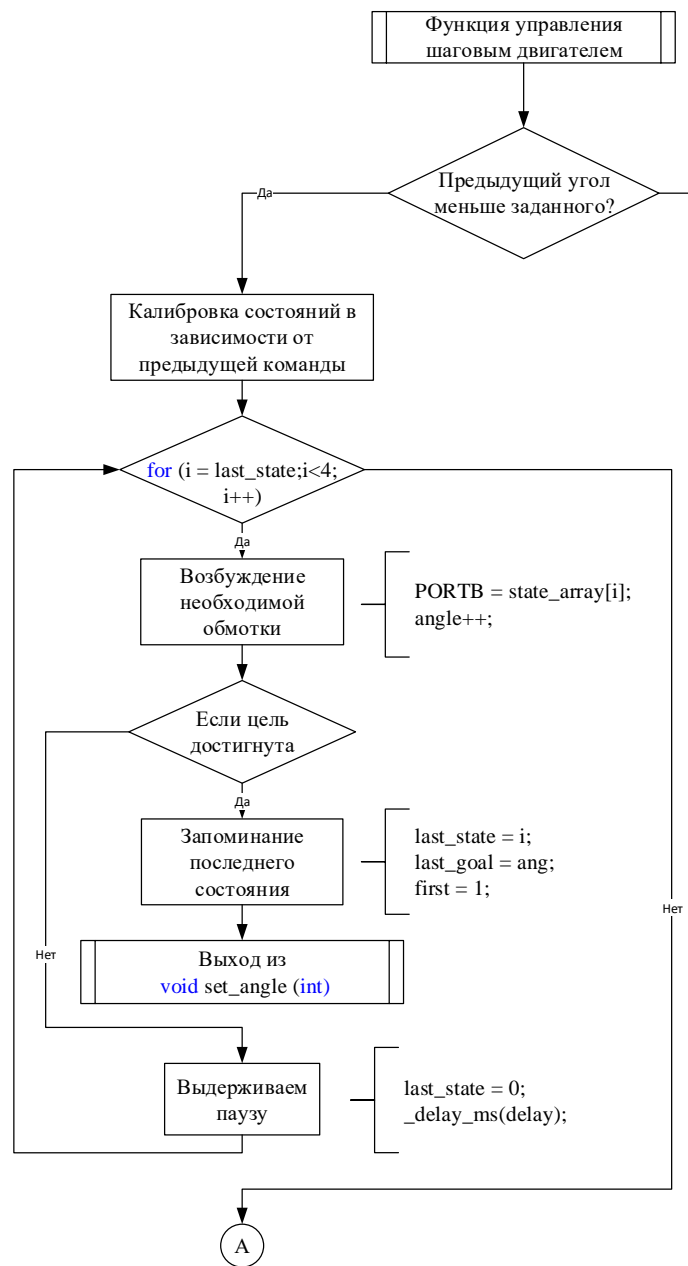 Функция управления
шаговым двигателем
Предыдущий угол
меньше заданного?
Да
Калибровка состояний в
зависимости от
предыдущей команды
for (i = last_state;i<4;
i++)
Да
Возбуждение
необходимой
обмотки
PORTB = state_array[i];
angle++;
Если цель
достигнута
Да
Запоминание
последнего
состояния
last_state = i;
last_goal = ang;
first = 1;
Нет
Нет
Выход из
void set_angle (int)
Выдерживаем
паузу
last_state = 0;
_delay_ms(delay);
А